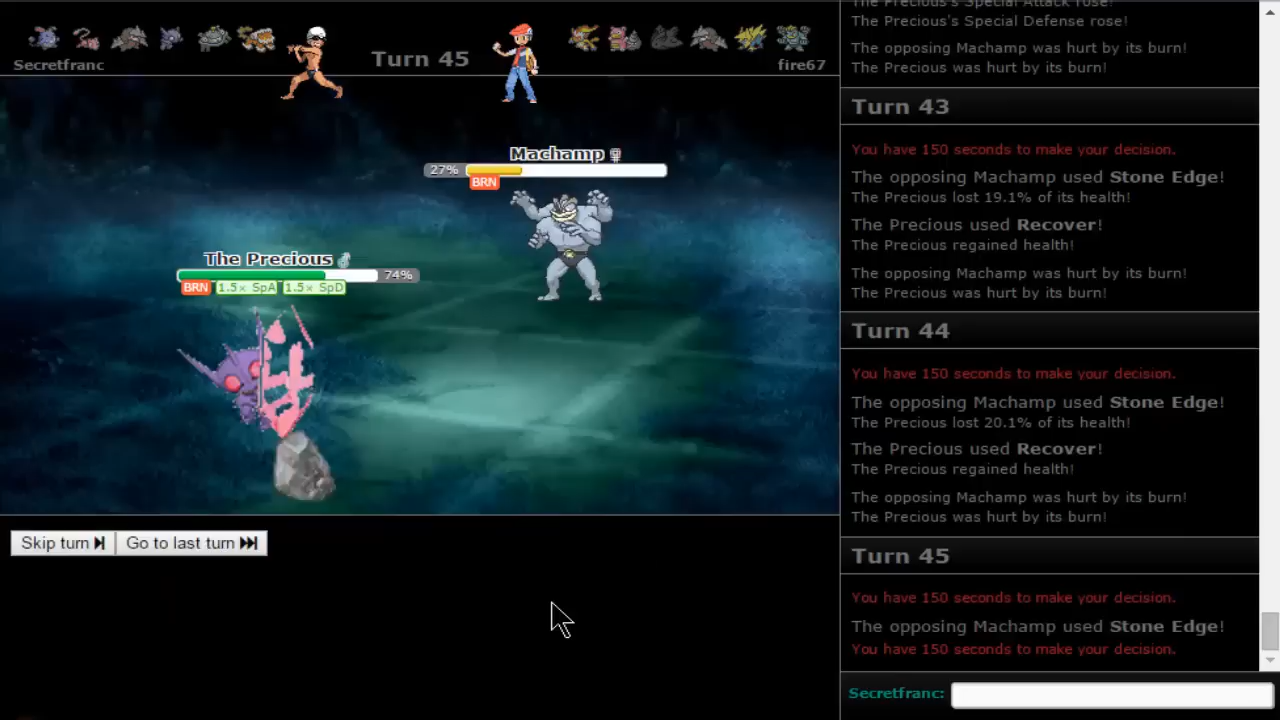 Secretfranc
Turn 45
fire67
Machamp
27%
BRN
The Precious
74%
BRN 1.5× SpA 1.5× SpD
Skip turn Go to last turn
The Precious's Special Attack rose!
The Precious's Special Defense rose!
The opposing Machamp was hurt by its burn!
The Precious was hurt by its burn!
Turn 43
You have 150 seconds to make your decision.
The opposing Machamp used Stone Edge!
The Precious lost 19.1% of its health!
The Precious used Recover!
The Precious regained health!
The opposing Machamp was hurt by its burn!
The Precious was hurt by its burn!
Turn 44
You have 150 seconds to make your decision.
The opposing Machamp used Stone Edge!
The Precious lost 20.1% of its health!
The Precious used Recover!
The Precious regained health!
The opposing Machamp was hurt by its burn!
The Precious was hurt by its burn!
Turn 45
You have 150 seconds to make your decision.
The opposing Machamp used Stone Edge!
You have 150 seconds to make your decision.
Secretfranc: